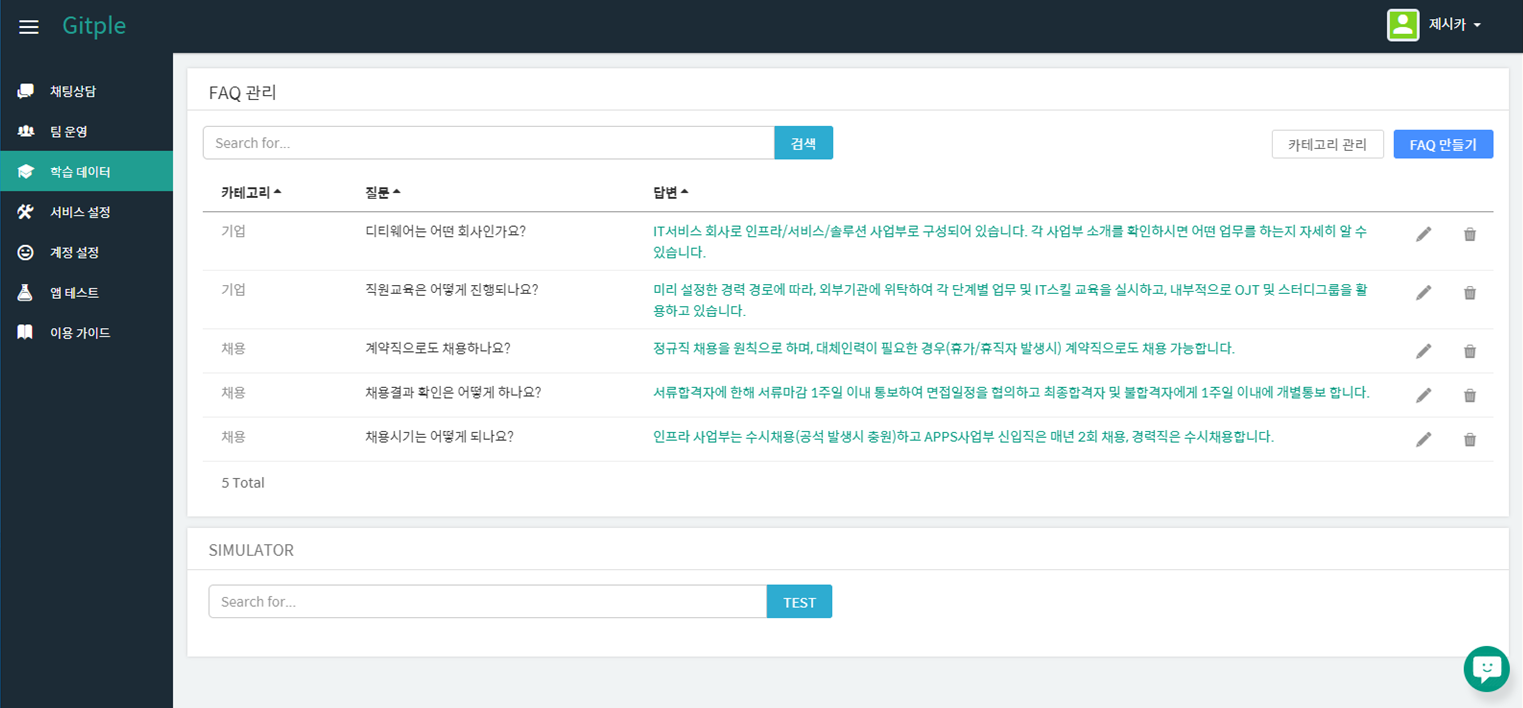 Gitple
제시카
채팅상담
팀 운영
학습 데이터
서비스 설정
계정 설정
앱 테스트
이용 가이드
FAQ 관리
Search for...
검색
카테고리 관리
FAQ 만들기
카테고리
질문
답변
기업
디티웨어는 어떤 회사인가요?
IT서비스 회사로 인프라/서비스/솔루션 사업부로 구성되어 있습니다. 각 사업부 소개를 확인하시면 어떤 업무를 하는지 자세히 알 수
있습니다.
기업
직원교육은 어떻게 진행되나요?
미리 설정한 경력 경로에 따라, 외부기관에 위탁하여 각 단계별 업무 및 IT스킬 교육을 실시하고, 내부적으로 OJT 및 스터디그룹을 활
용하고 있습니다.
채용
계약직으로도 채용하나요?
정규직 채용을 원칙으로 하며, 대체인력이 필요한 경우(휴가/휴직자 발생시) 계약직으로도 채용 가능합니다.
채용
채용결과 확인은 어떻게 하나요?
서류합격자에 한해 서류마감 1주일 이내 통보하여 면접일정을 협의하고 최종합격자 및 불합격자에게 1주일 이내에 개별통보 합니다.
채용
채용시기는 어떻게 되나요?
인프라 사업부는 수시채용(공석 발생시 충원)하고 APPS사업부 신입직은 매년 2회 채용, 경력직은 수시채용합니다.
5 Total
SIMULATOR
Search for...
TEST